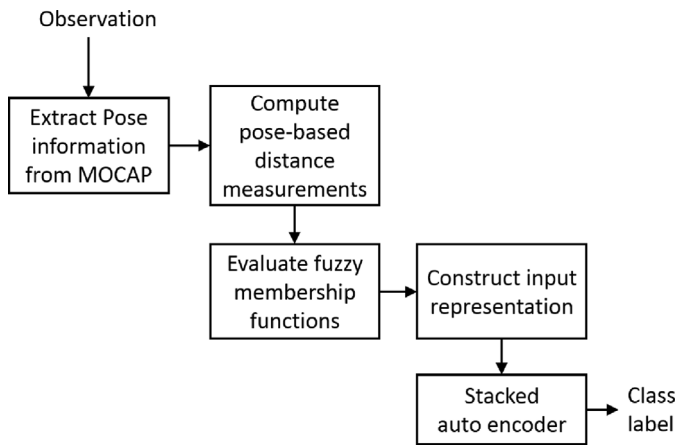 Observation
Extract Pose
information
from MOCAP
Compute
pose-based
distance
measurements
Evaluate fuzzy
membership
functions
Construct input
representation
Stacked
auto encoder
Class
label